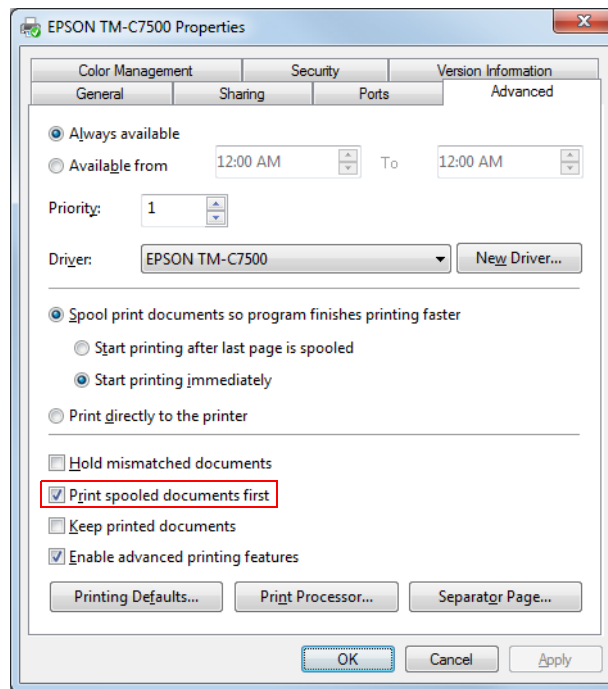 EPSON TM-C7500 Properties
Color Management Security Version Information
General Sharing Ports Advanced
Always available
Available from 12:00 AM To 12:00 AM
Priority: 1
Driver: EPSON TM-C7500 New Driver...
Spool print documents so program finishes printing faster
Start printing after last page is spooled
Start printing immediately
Print directly to the printer
Hold mismatched documents
Print spooled documents first
Keep printed documents
Enable advanced printing features
Printing Defaults... Print Processor... Separator Page...
OK Cancel Apply